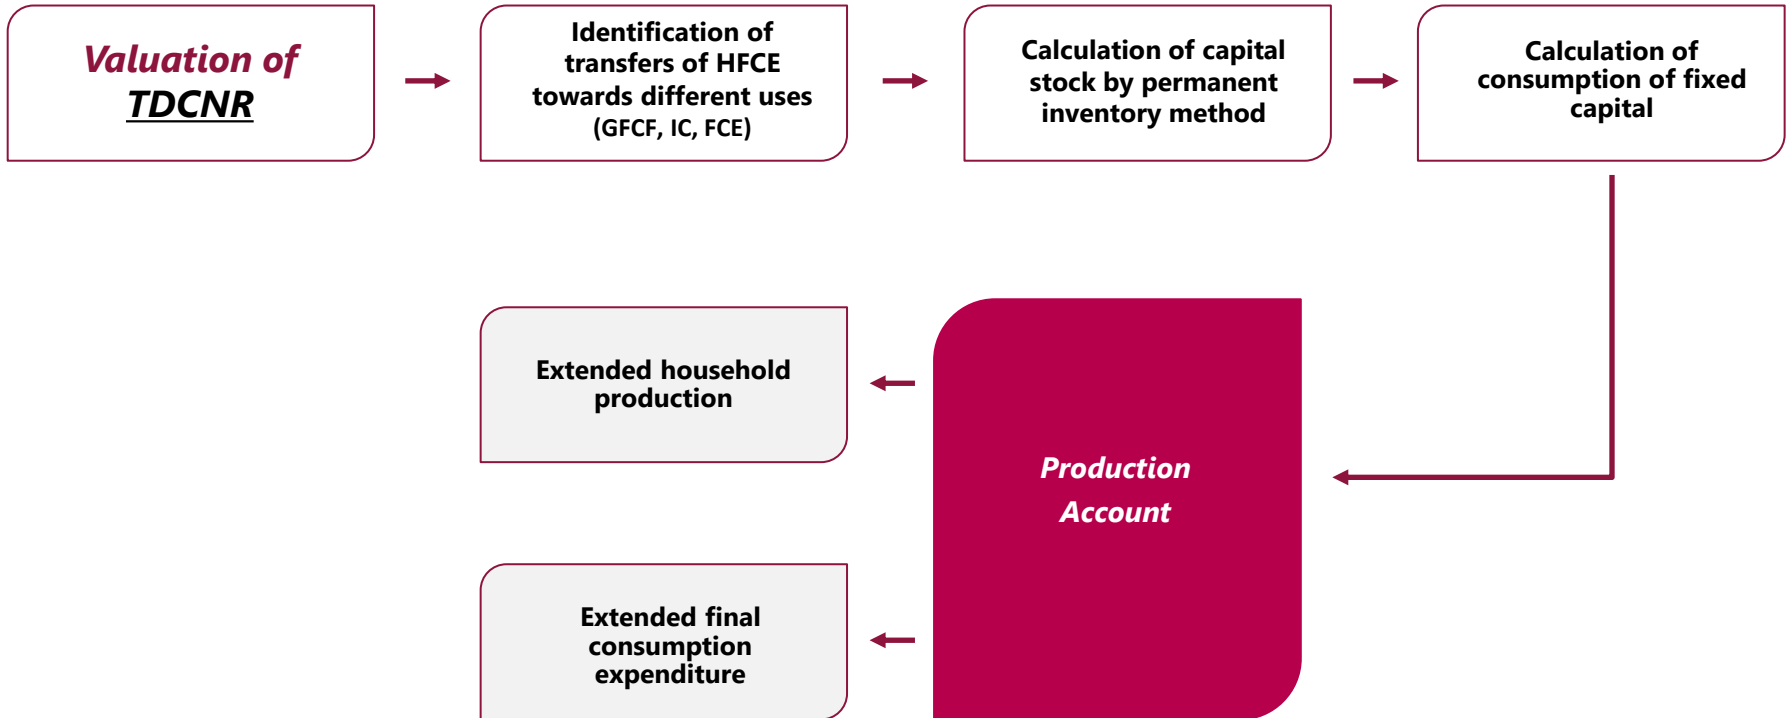 Valuation of
TDCNR
Identification of
transfers of HFCE
towards different uses
(GFCF, IC, FCE)
Calculation of capital
stock by permanent
inventory method
Calculation of
consumption of fixed
capital
Extended household
production
Production
Account
Extended final
consumption
expenditure